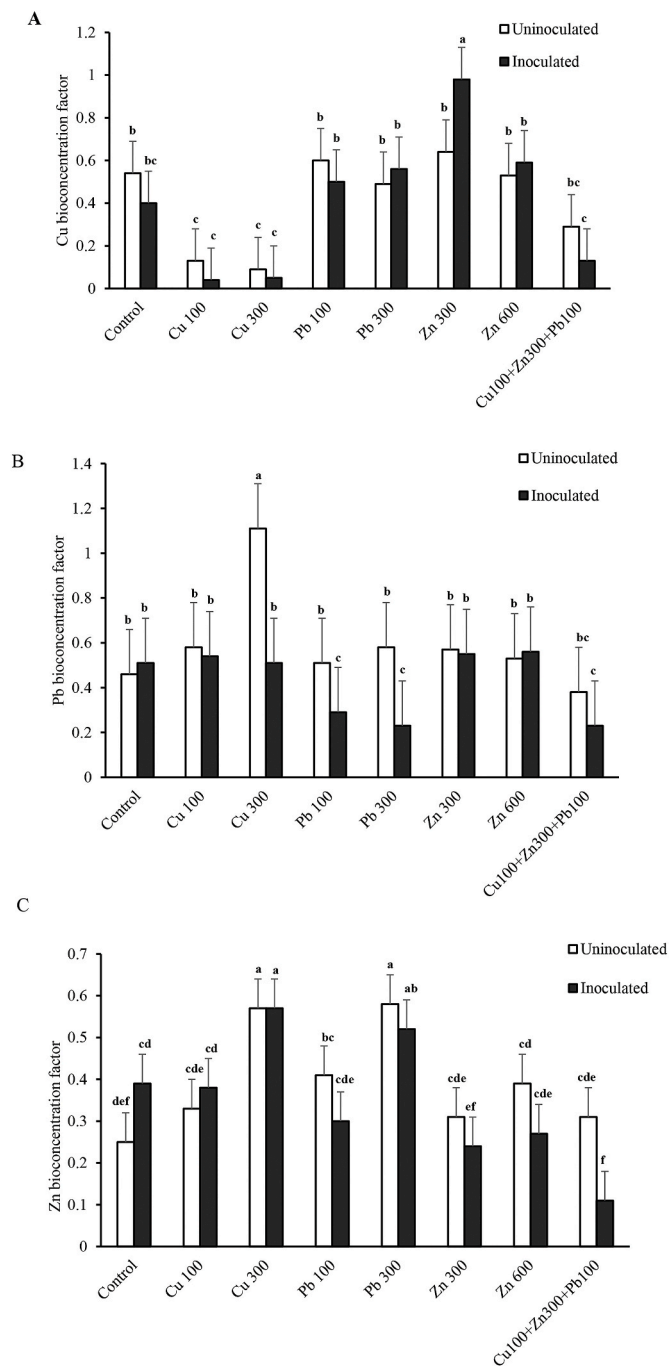 A
Uninoculated
Inoculated
Cu bioconcentration factor
1.2
1
0.8
0.6
0.4
0.2
0
b bc c c c c b b b b b a b b bc c
Control Cu 100 Cu 300 Pb 100 Pb 300 Zn 300 Zn 600 Cu100+Zn300+Pb100
B
Uninoculated
Inoculated
Pb bioconcentration factor
1.4
1.2
1
0.8
0.6
0.4
0.2
0
b b b b a b b c b c b b b b bc c
Control Cu 100 Cu 300 Pb 100 Pb 300 Zn 300 Zn 600 Cu100+Zn300+Pb100
C
Uninoculated
Inoculated
Zn bioconcentration factor
0.7
0.6
0.5
0.4
0.3
0.2
0.1
0
def cd cde cd a a bc cde a ab cde ef cd cde cde f
Control Cu 100 Cu 300 Pb 100 Pb 300 Zn 300 Zn 600 Cu100+Zn300+Pb100